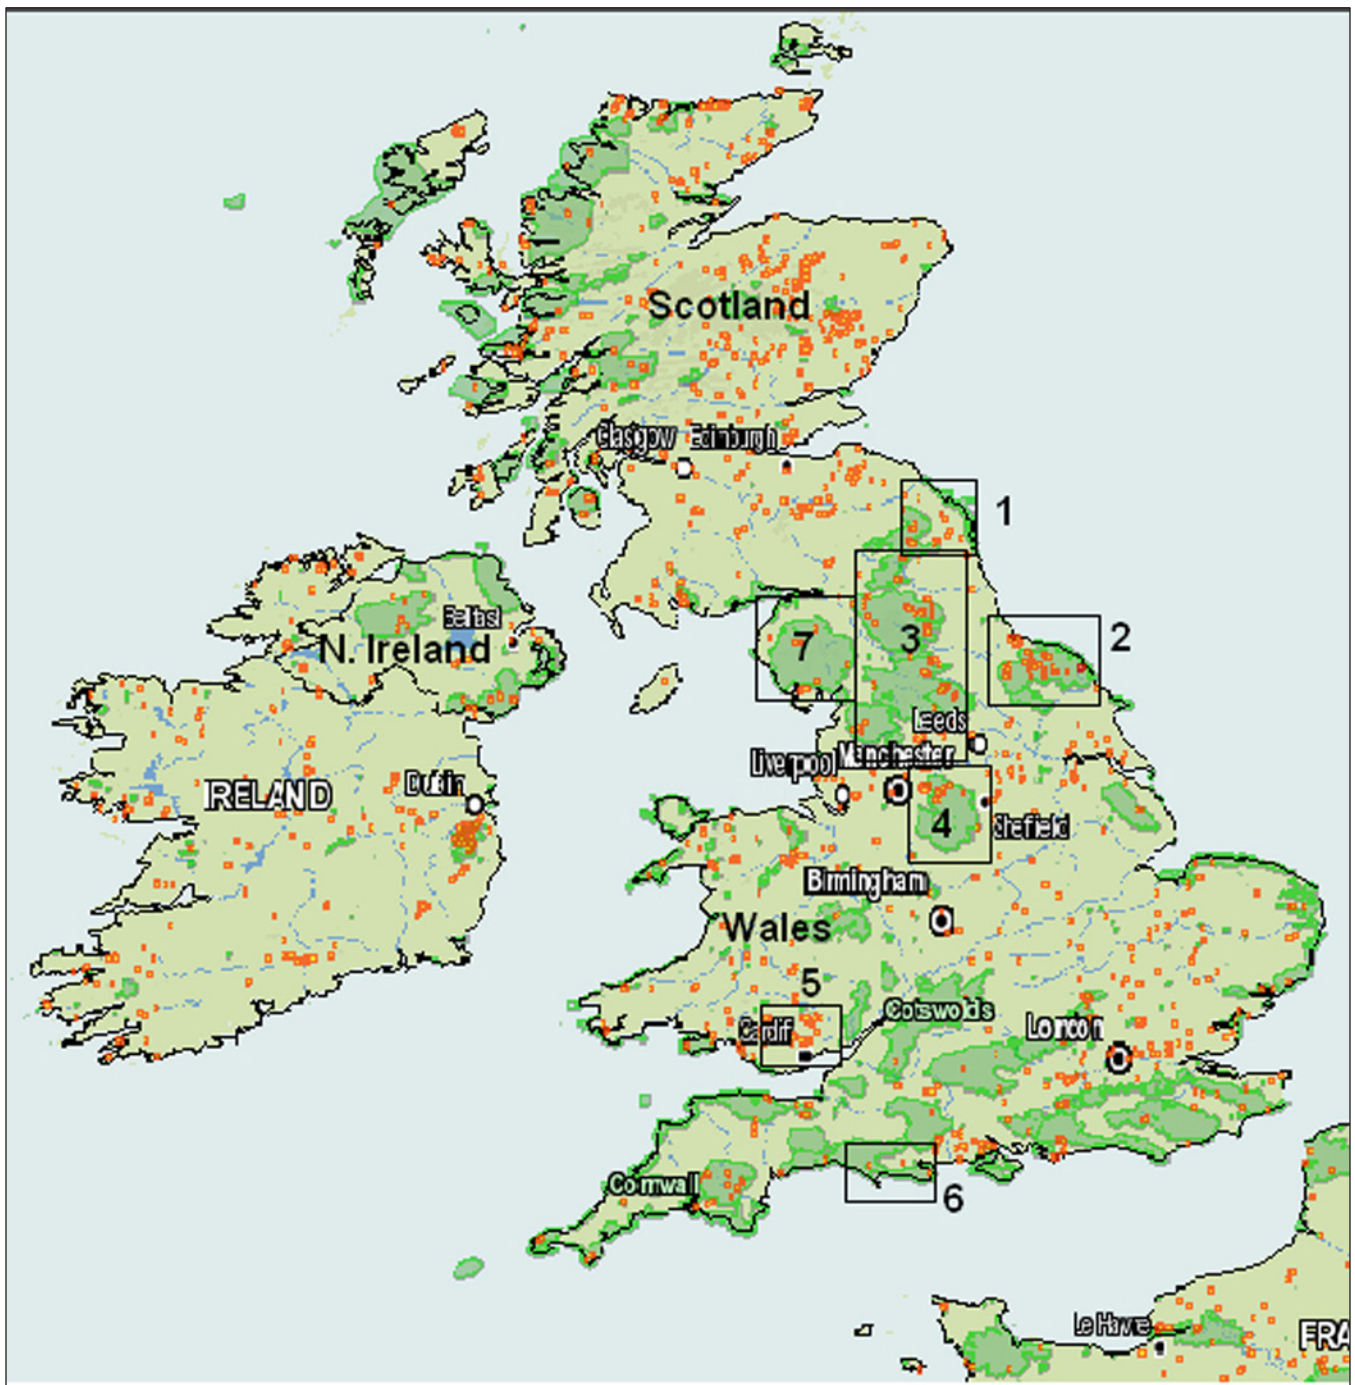 Scotland
Glasgow Edinburgh
1
Belfast
N. Ireland
7
3
2
Leeds
Liverpool
Manchester
IRELAND
Dublin
4
Sheffield
Birmingham
Wales
5
Cotswolds
Cardiff
London
Cornwall
6
Le Havre
FRA